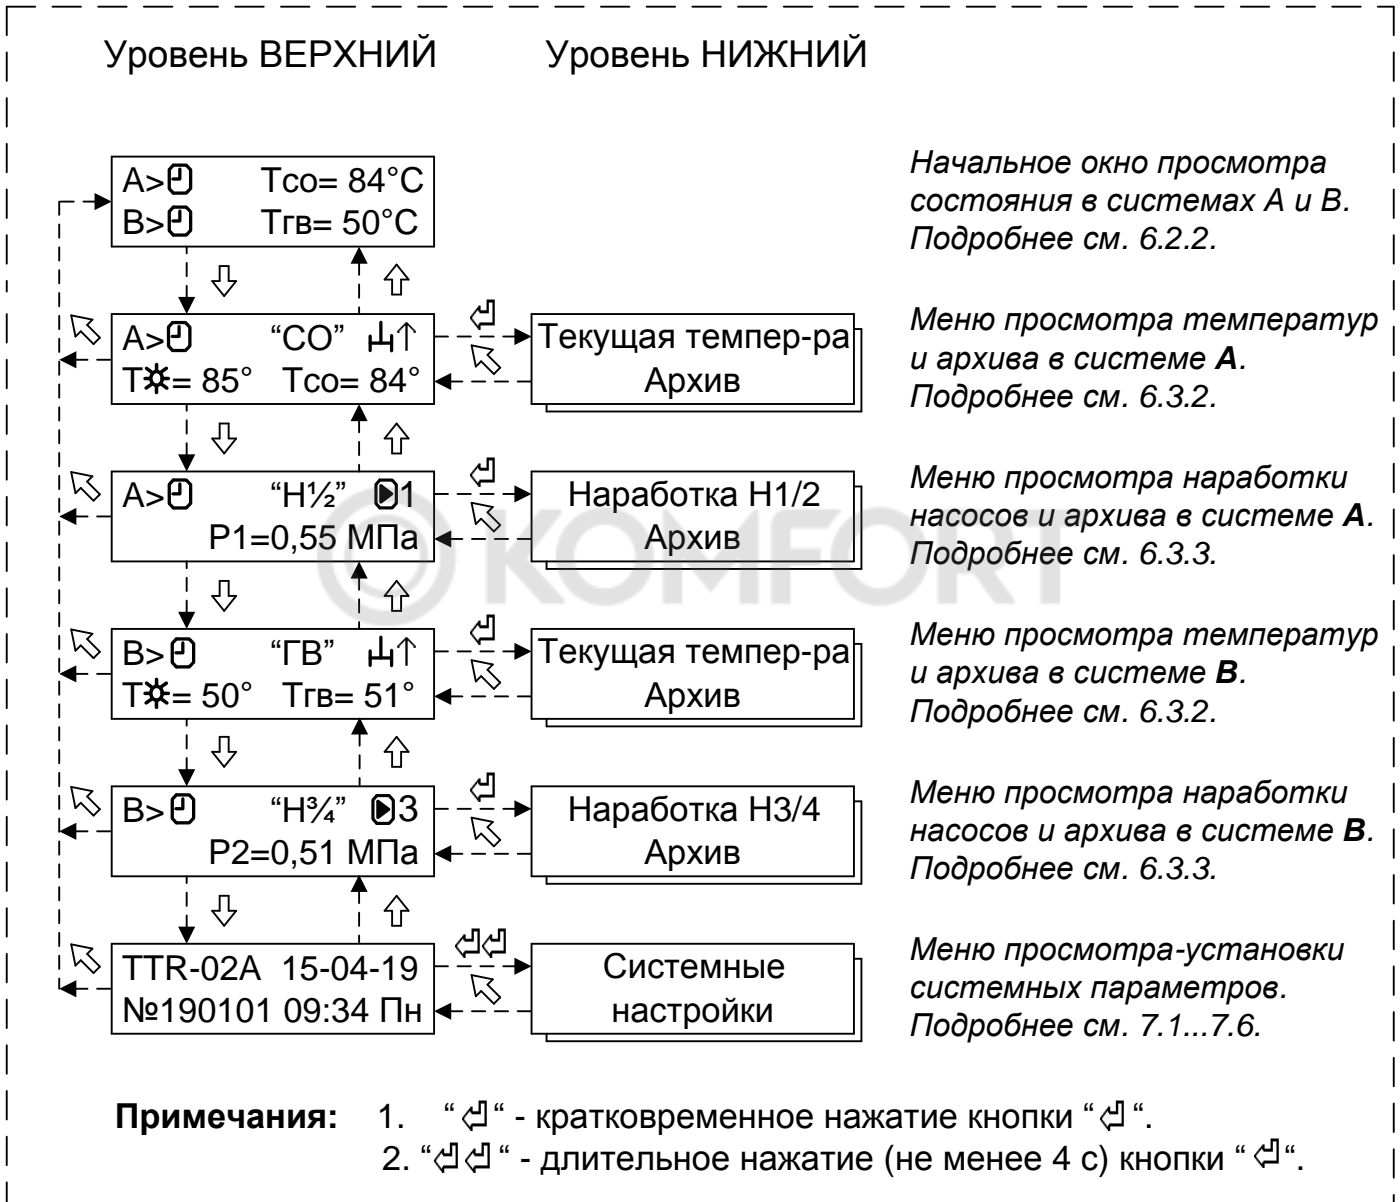 Уровень ВЕРХНИЙ Уровень НИЖНИЙ
A>🕘 Тсо= 84°C
B>🕘 Тгв= 50°C
Начальное окно просмотра
состояния в системах А и В.
Подробнее см. 6.2.2.
⇩ ⇧
A>🕘 “СО” ↑
Т☼= 85° Тсо= 84°
Текущая темпер-ра
Архив
Меню просмотра температур
и архива в системе А.
Подробнее см. 6.3.2.
⇩ ⇧
A>🕘 “Н½” 1
Р1=0,55 МПа
Наработка Н1/2
Архив
Меню просмотра наработки
насосов и архива в системе А.
Подробнее см. 6.3.3.
KOMFORT
⇩ ⇧
B>🕘 “ГВ” ↑
Т☼= 50° Тгв= 51°
Текущая темпер-ра
Архив
Меню просмотра температур
и архива в системе В.
Подробнее см. 6.3.2.
⇩ ⇧
B>🕘 “Н¾” 3
Р2=0,51 МПа
Наработка Н3/4
Архив
Меню просмотра наработки
насосов и архива в системе В.
Подробнее см. 6.3.3.
⇩ ⇧
TTR-02A 15-04-19
№190101 09:34 Пн
Системные
настройки
Меню просмотра-установки
системных параметров.
Подробнее см. 7.1...7.6.
Примечания: 1. “ ⏎ “ - кратковременное нажатие кнопки “ ⏎ “.
2. “⏎⏎ “ - длительное нажатие (не менее 4 с) кнопки “ ⏎“.